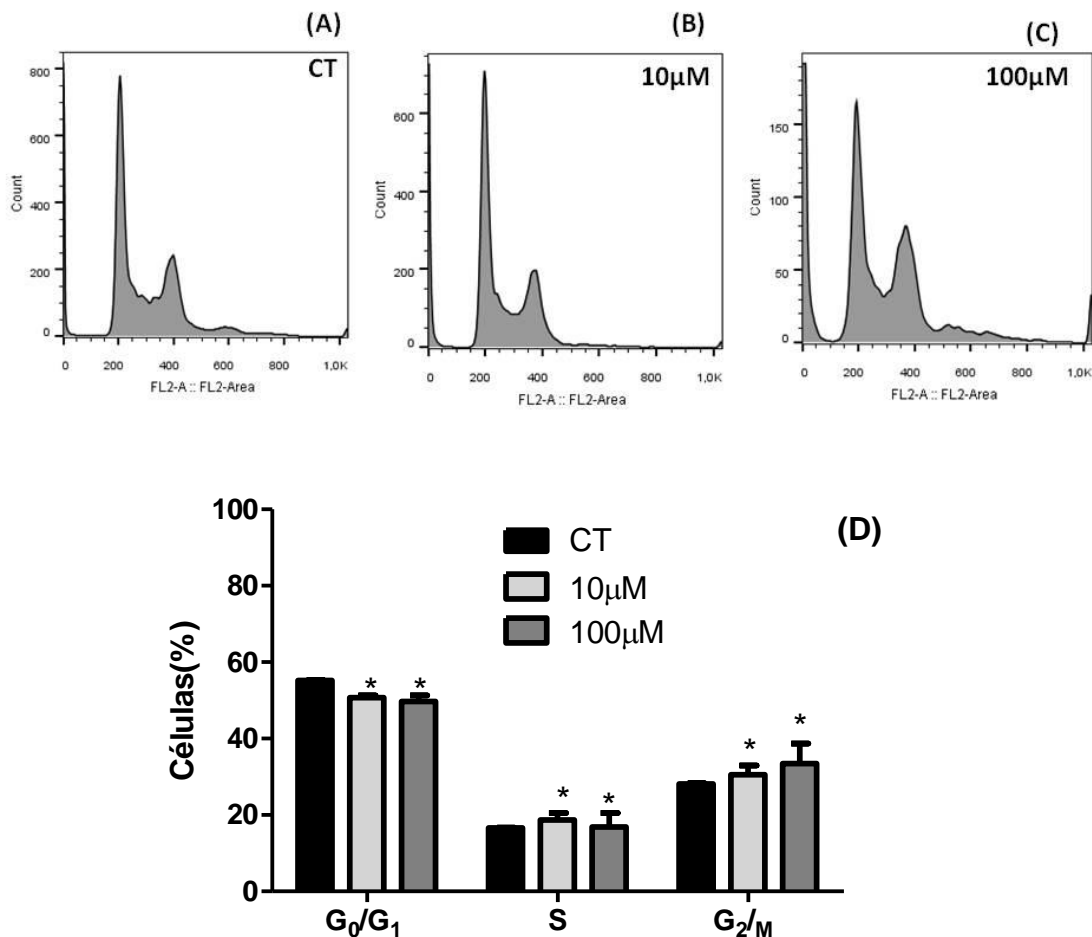 (A)
CT
800
600
400
200
0
Count
0 200 400 600 800 1,0K
FL2-A :: FL2-Area
(B)
10μM
600
400
200
0
Count
0 200 400 600 800 1,0K
FL2-A :: FL2-Area
(C)
100μM
150
100
50
0
Count
0 200 400 600 800 1,0K
FL2-A :: FL2-Area
(D)
100
80
60
40
20
0
Células(%)
CT
10μM
100μM
* * * * * *
G₀/G₁ S G₂/M